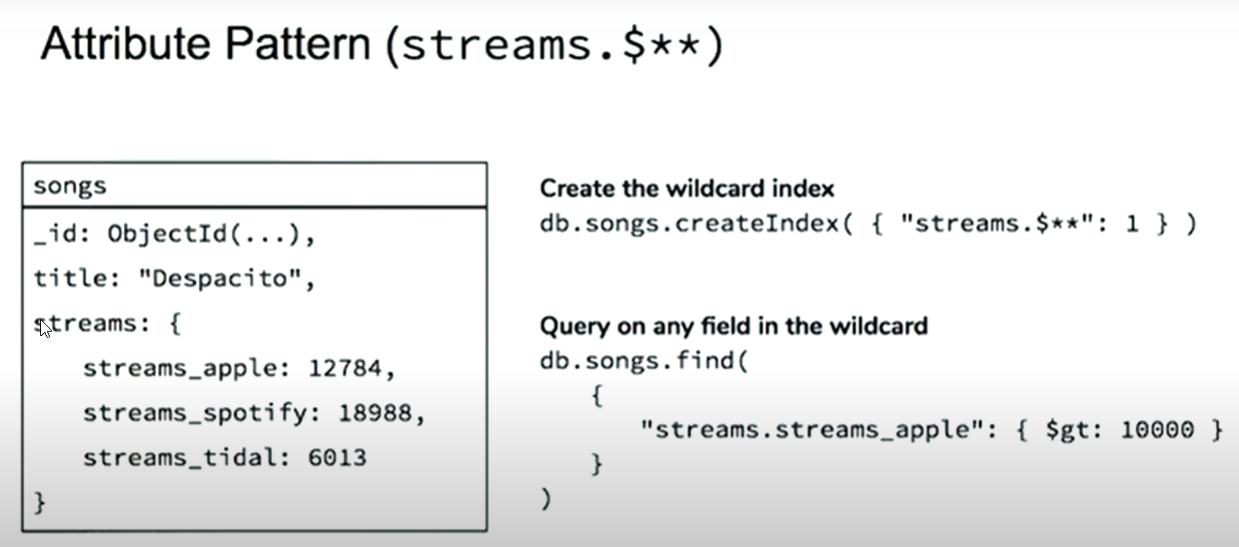 Attribute Pattern (streams.$**)
songs
_id: ObjectId(...),
title: "Despacito",
streams: {
streams_apple: 12784,
streams_spotify: 18988,
streams_tidal: 6013
}
Create the wildcard index
db.songs.createIndex( { "streams.$**": 1 } )
Query on any field in the wildcard
db.songs.find(
{
"streams.streams_apple": { $gt: 10000 }
}
)